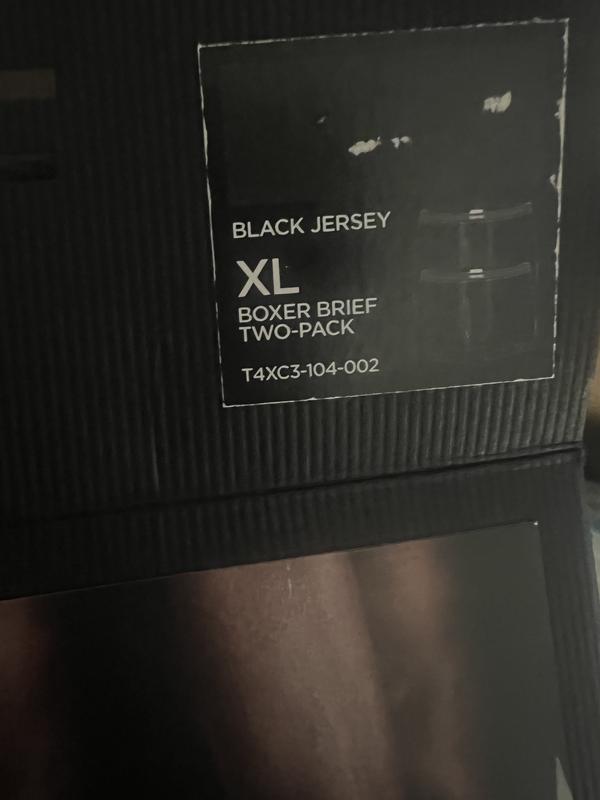 BLACK JERSEY
XL
BOXER BRIEF
TWO-PACK
T4XC3-104-002